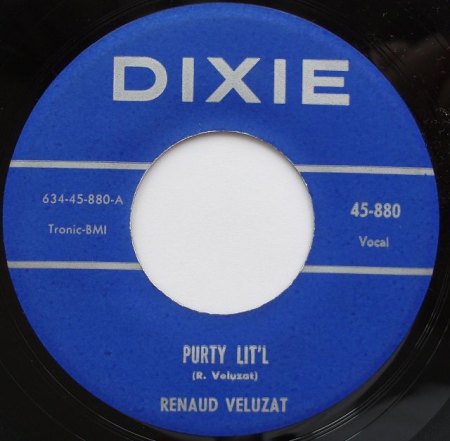 DIXIE
634-45-880-A
Tronic-BMI
45-880
Vocal
PURTY LIT'L
(R. Veluzat)
RENAUD VELUZAT